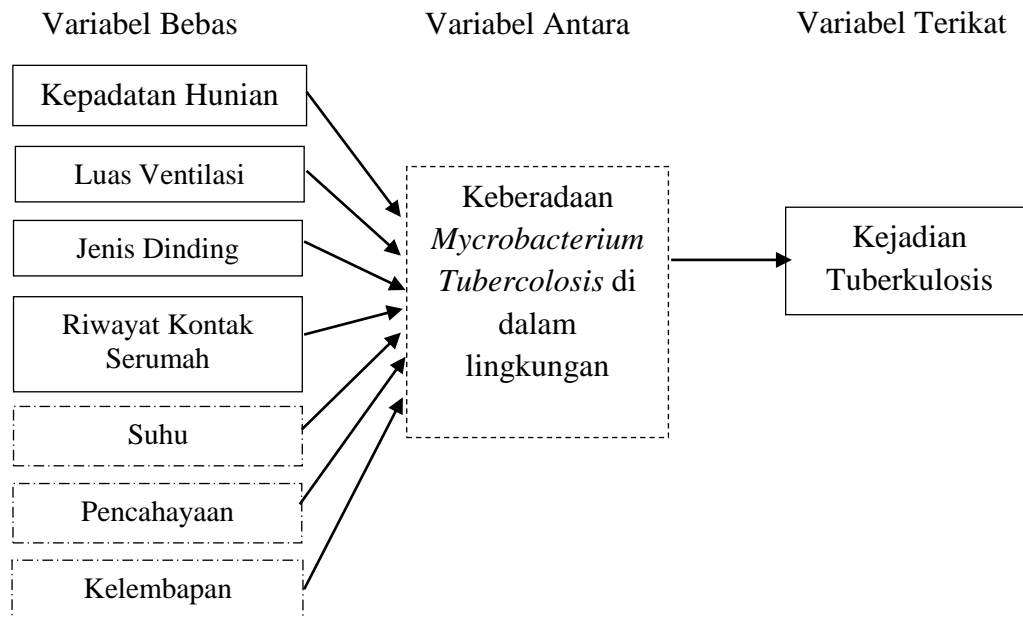 Variabel Bebas
Variabel Antara
Variabel Terikat
Kepadatan Hunian
Luas Ventilasi
Jenis Dinding
Riwayat Kontak
Serumah
Suhu
Pencahayaan
Kelembapan
Keberadaan
Mycrobacterium
Tubercolosis di
dalam
lingkungan
Kejadian
Tuberkulosis